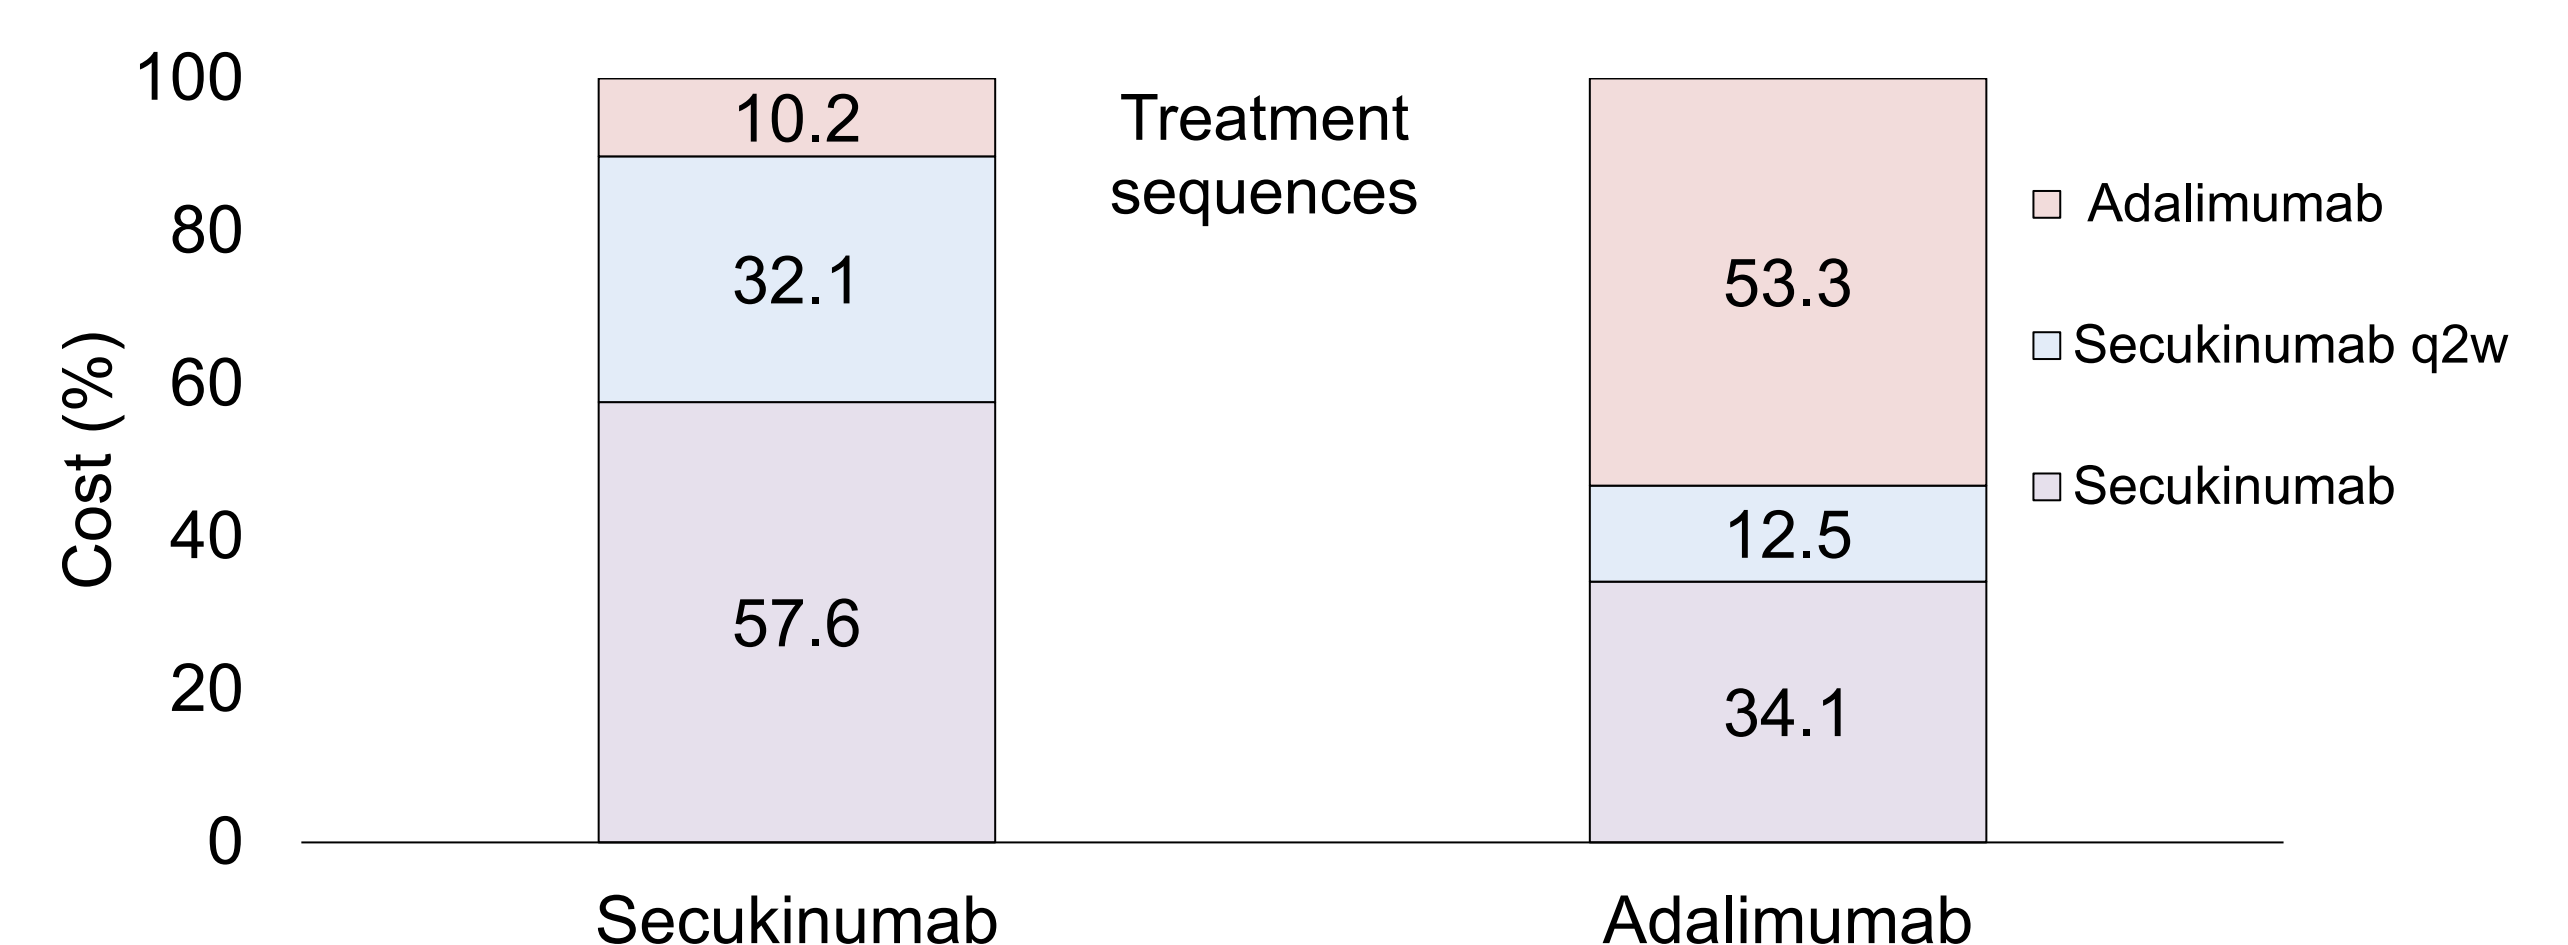 100
80
60
40
20
0
Cost (%)
10.2
32.1
57.6
Treatment
sequences
53.3
12.5
34.1
Adalimumab
Secukinumab q2w
Secukinumab
Secukinumab
Adalimumab